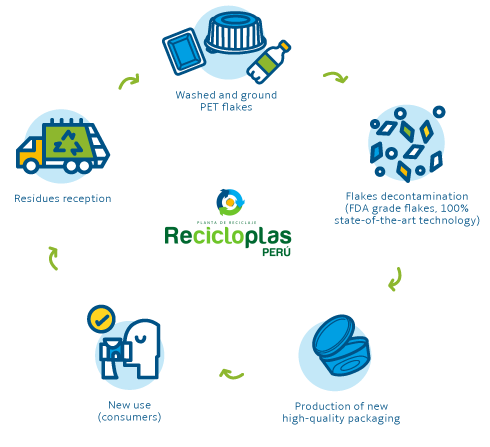 Washed and ground
PET flakes
Residues reception
Flakes decontamination
(FDA grade flakes, 100%
state-of-the-art technology)
PLANTA DE RECICLAJE
Recicloplas
PERÚ
New use
(consumers)
Production of new
high-quality packaging